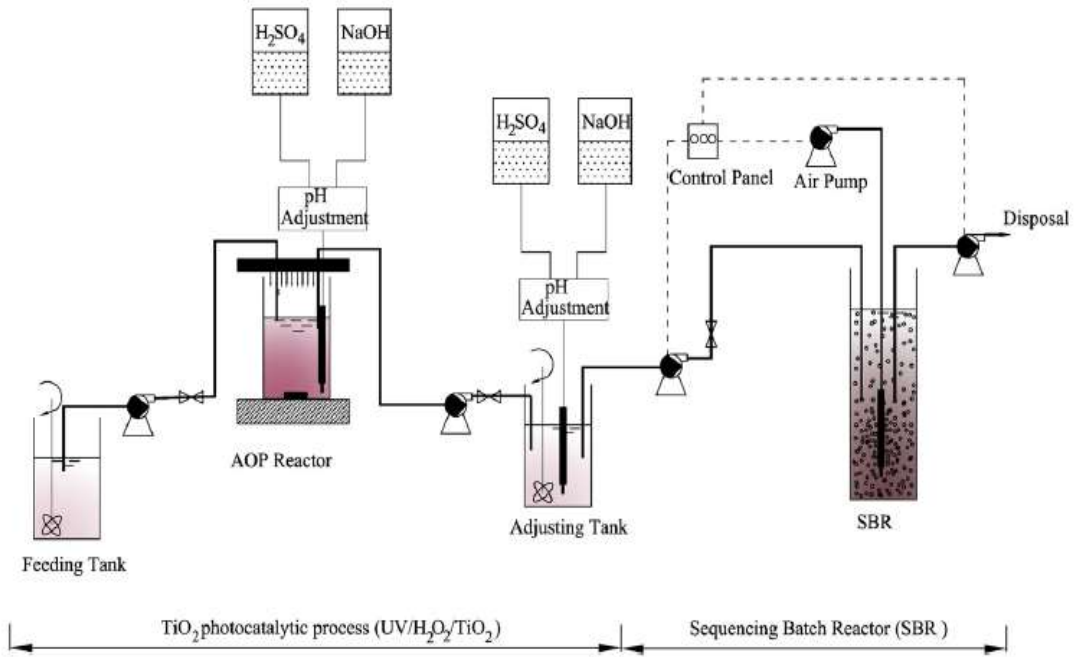 H₂SO₄
NaOH
pH
Adjustment
AOP Reactor
Feeding Tank
H₂SO₄
NaOH
pH
Adjustment
Adjusting Tank
Control Panel
Air Pump
Disposal
SBR
TiO₂ photocatalytic process (UV/H₂O₂/TiO₂)
Sequencing Batch Reactor (SBR )